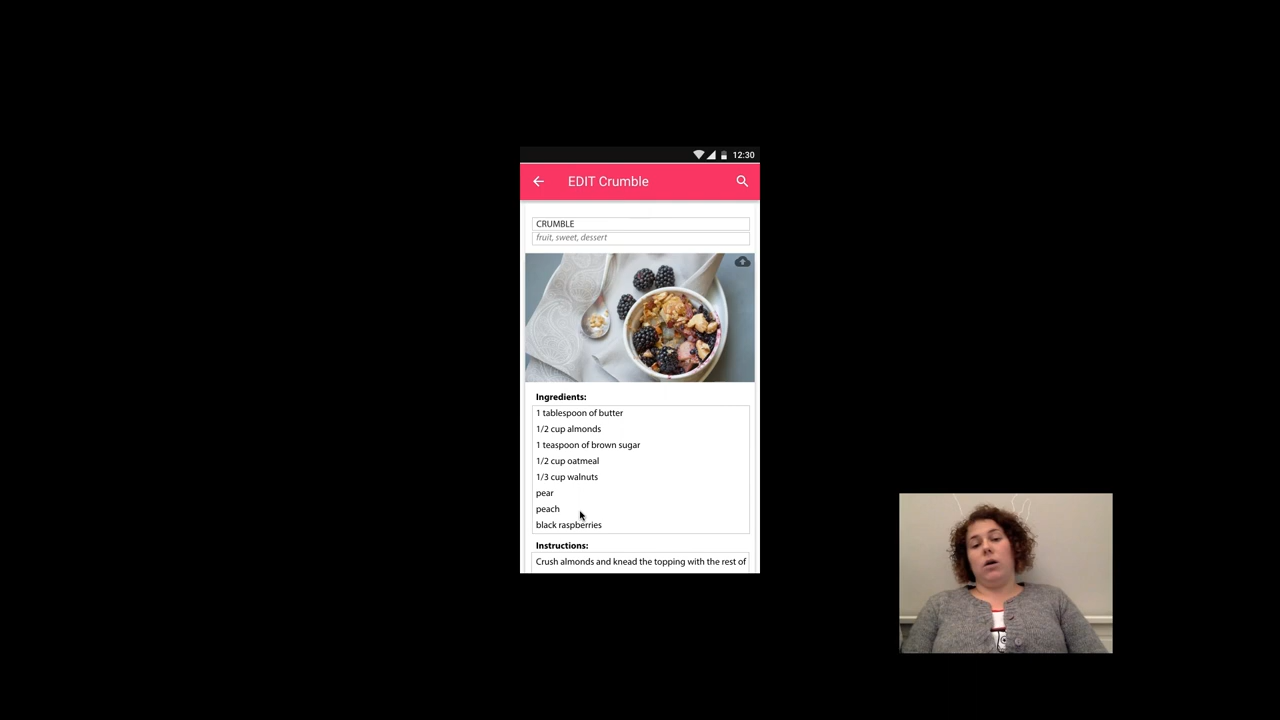 12:30
EDIT Crumble
CRUMBLE
fruit, sweet, dessert
Ingredients:
1 tablespoon of butter
1/2 cup almonds
1 teaspoon of brown sugar
1/2 cup oatmeal
1/3 cup walnuts
pear
peach
black raspberries
Instructions:
Crush almonds and knead the topping with the rest of